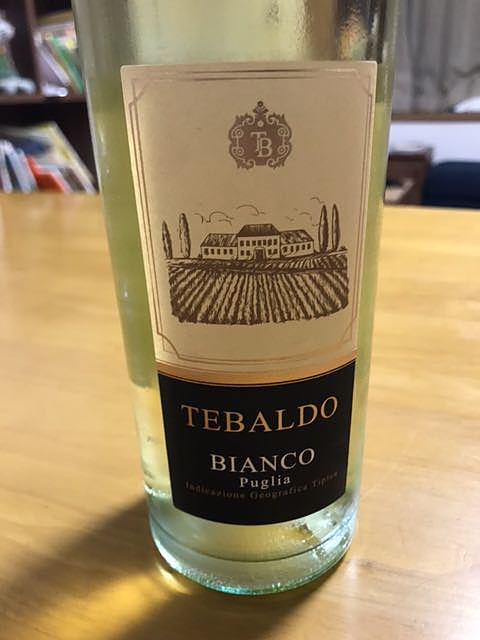 TB
TEBALDO
BIANCO
Puglia
Indicazione Geografica Tipica